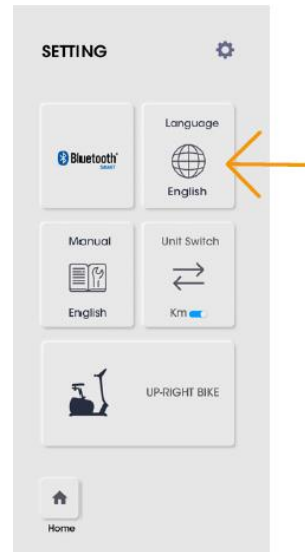 SETTING
Bluetooth
SMART
Language
English
Manual
English
Unit Switch
Km
UP-RIGHT BIKE
Home